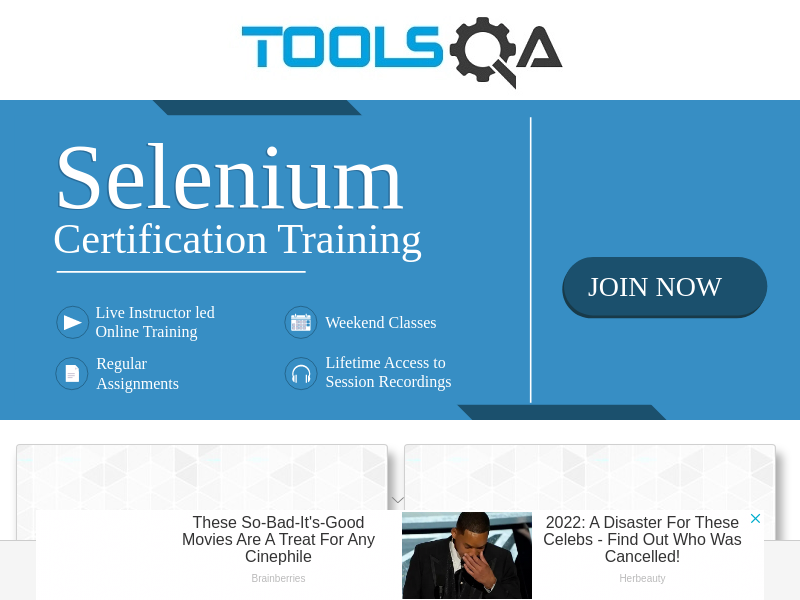 TOOLSQA
Selenium
Certification Training
JOIN NOW
Live Instructor led
Online Training
Weekend Classes
Regular
Assignments
Lifetime Access to
Session Recordings
These So-Bad-It's-Good
Movies Are A Treat For Any
Cinephile
Brainberries
2022: A Disaster For These
Celebs - Find Out Who Was
Cancelled!
Herbeauty